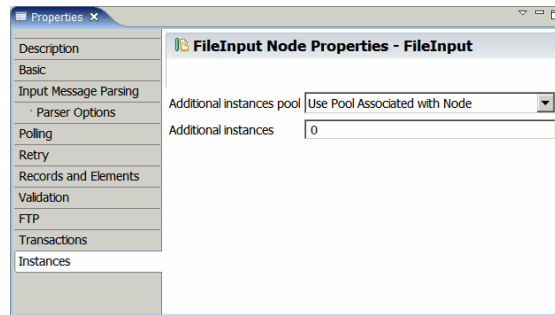 Properties
Description
Basic
Input Message Parsing
Parser Options
Polling
Retry
Records and Elements
Validation
FTP
Transactions
Instances
FileInput Node Properties - FileInput
Additional instances pool Use Pool Associated with Node
Additional instances 0